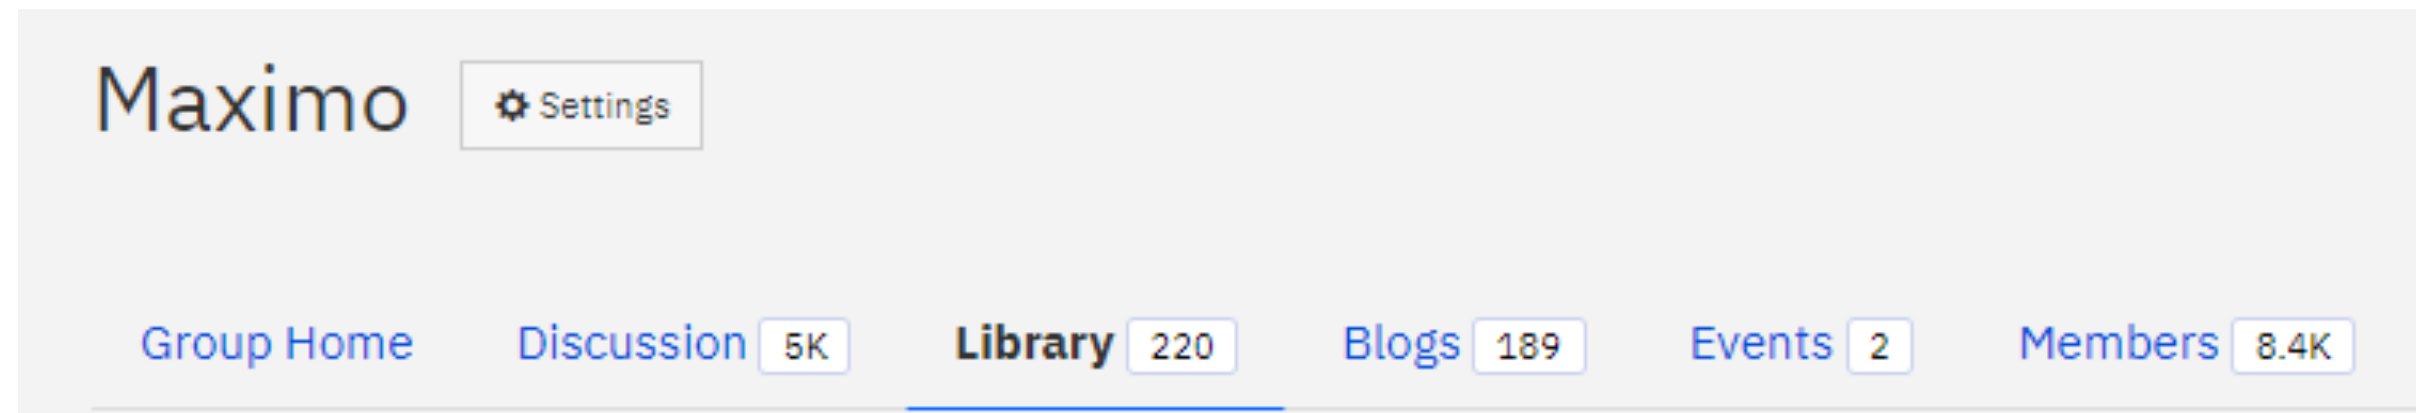 Maximo Settings
Group Home Discussion 5K Library 220 Blogs 189 Events 2 Members 8.4K